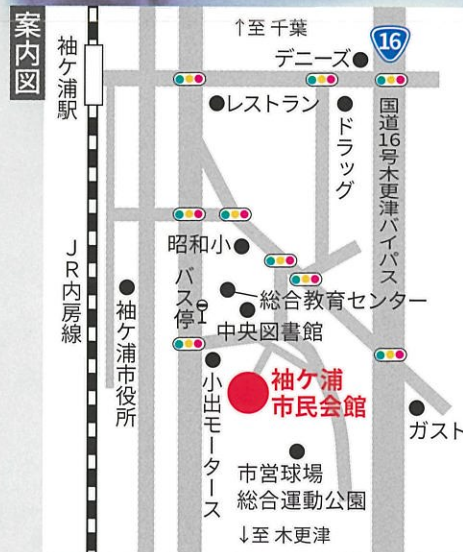 案内図
↑至 千葉
16
デニーズ
袖ケ浦駅
レストラン
ドラッグ
国道16号木更津バイパス
昭和小
JR内房線
バス停
総合教育センター
中央図書館
袖ケ浦市役所
小出モータース
袖ケ浦
市民会館
ガスト
市営球場
総合運動公園
↓至 木更津